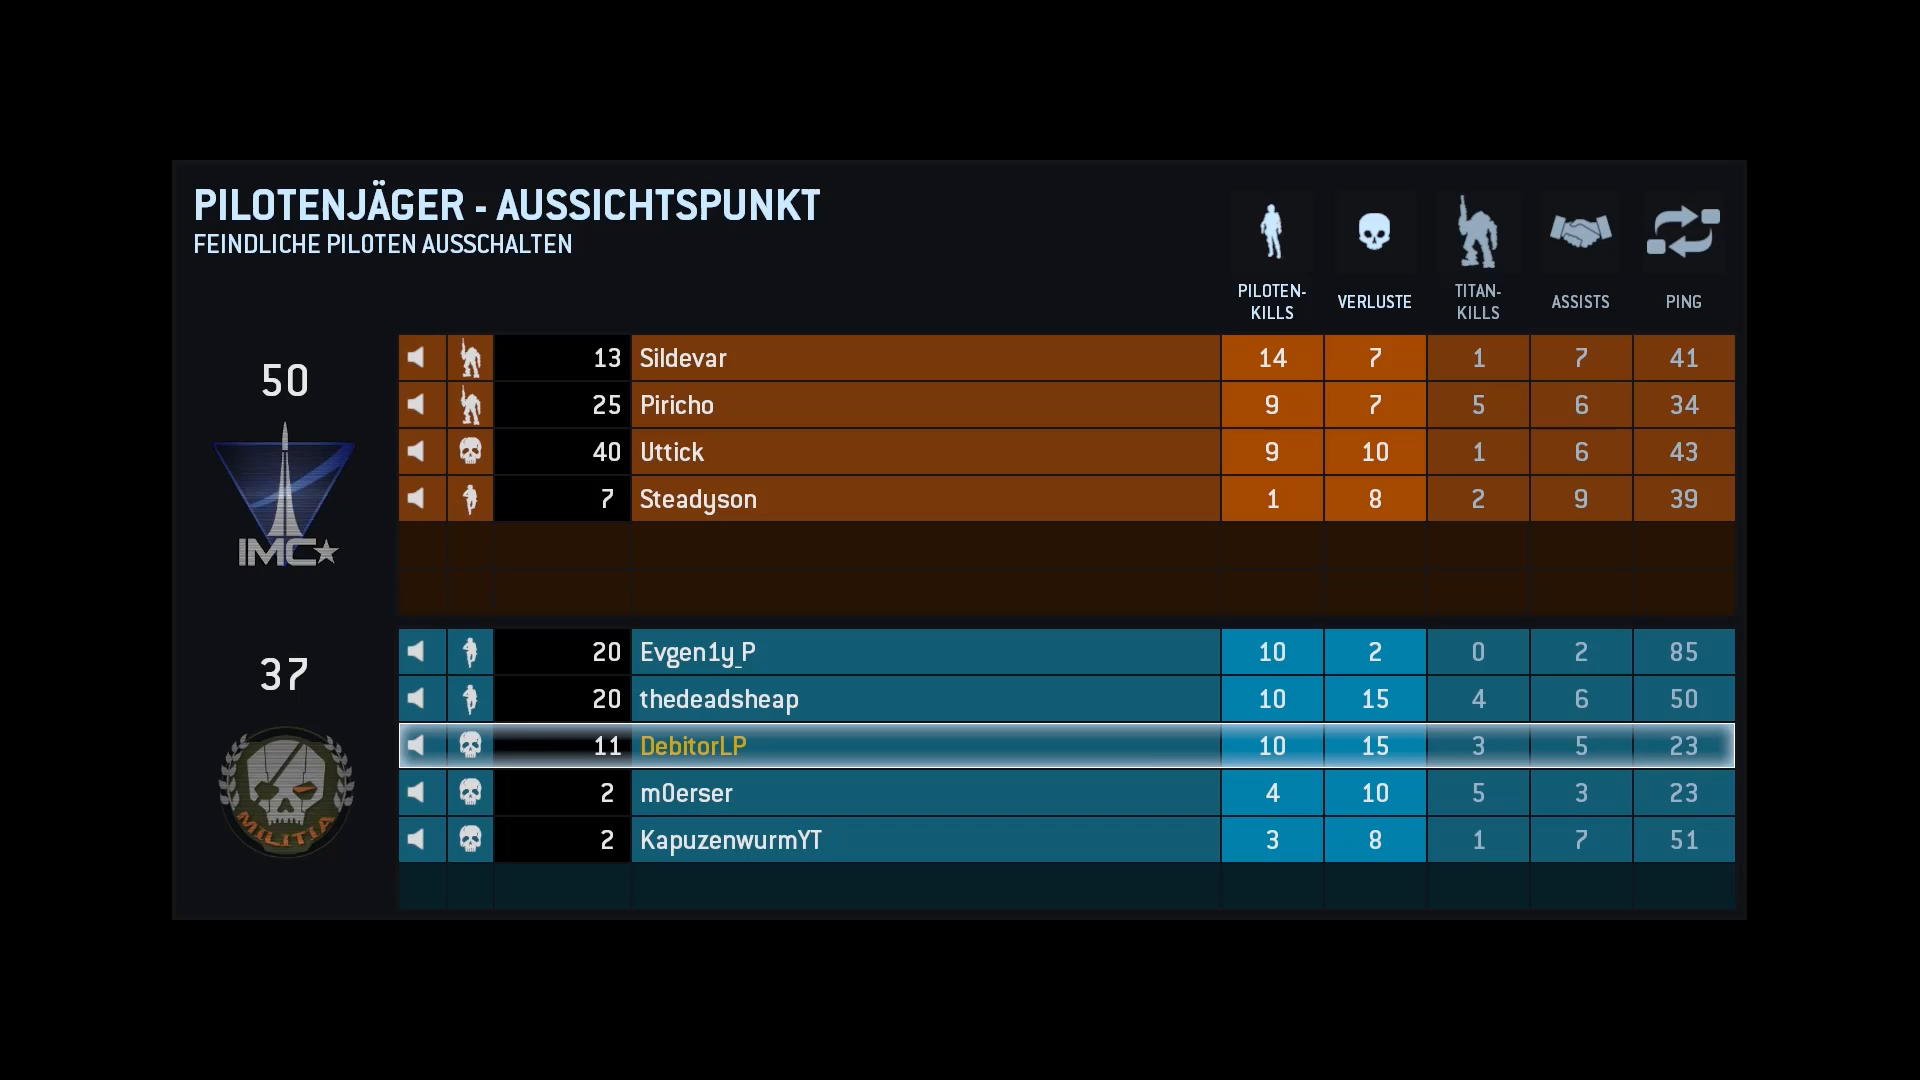 PILOTENJÄGER - AUSSICHTSPUNKT
FEINDLICHE PILOTEN AUSSCHALTEN
PILOTEN-
KILLS
VERLUSTE
TITAN-
KILLS
ASSISTS
PING
50
IMC
13 Sildevar 14 7 1 7 41
25 Piricho 9 7 5 6 34
40 Uttick 9 10 1 6 43
7 Steadyson 1 8 2 9 39
37
MILITIA
20 Evgen1y_P 10 2 0 2 85
20 thedeadsheap 10 15 4 6 50
11 DebitorLP 10 15 3 5 23
2 m0erser 4 10 5 3 23
2 KapuzenwurmYT 3 8 1 7 51